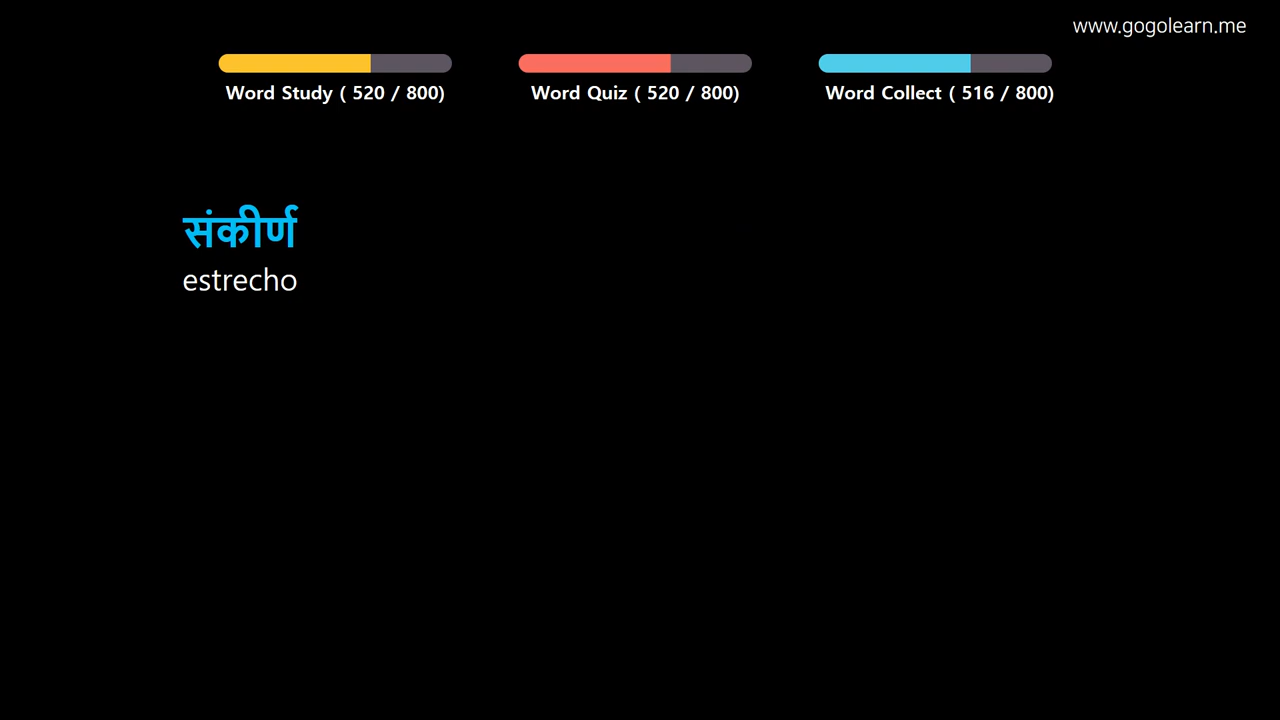 www.gogolearn.me
Word Study ( 520 / 800)
Word Quiz ( 520 / 800)
Word Collect ( 516 / 800)
संकीर्ण
estrecho